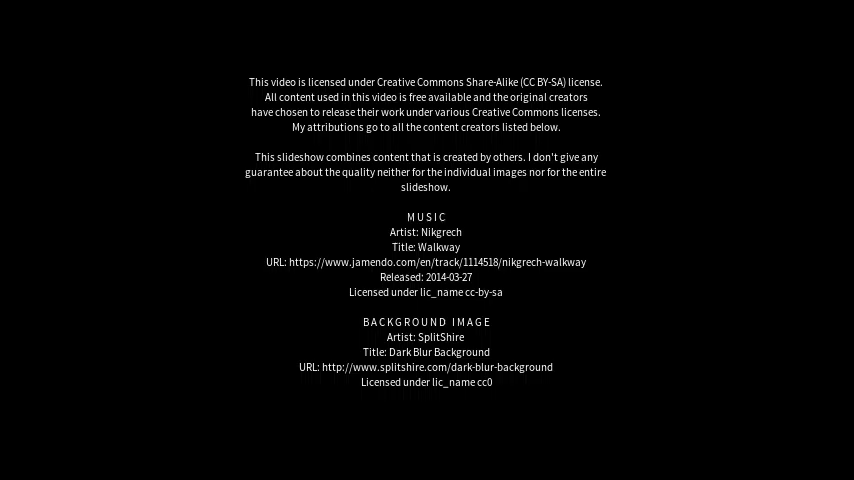 This video is licensed under Creative Commons Share-Alike (CC BY-SA) license.
All content used in this video is free available and the original creators
have chosen to release their work under various Creative Commons licenses.
My attributions go to all the content creators listed below.
This slideshow combines content that is created by others. I don't give any
guarantee about the quality neither for the individual images nor for the entire
slideshow.
MUSIC
Artist: Nikgrech
Title: Walkway
URL: https://www.jamendo.com/en/track/1114518/nikgrech-walkway
Released: 2014-03-27
Licensed under lic_name cc-by-sa
BACKGROUND IMAGE
Artist: SplitShire
Title: Dark Blur Background
URL: http://www.splitshire.com/dark-blur-background
Licensed under lic_name cc0